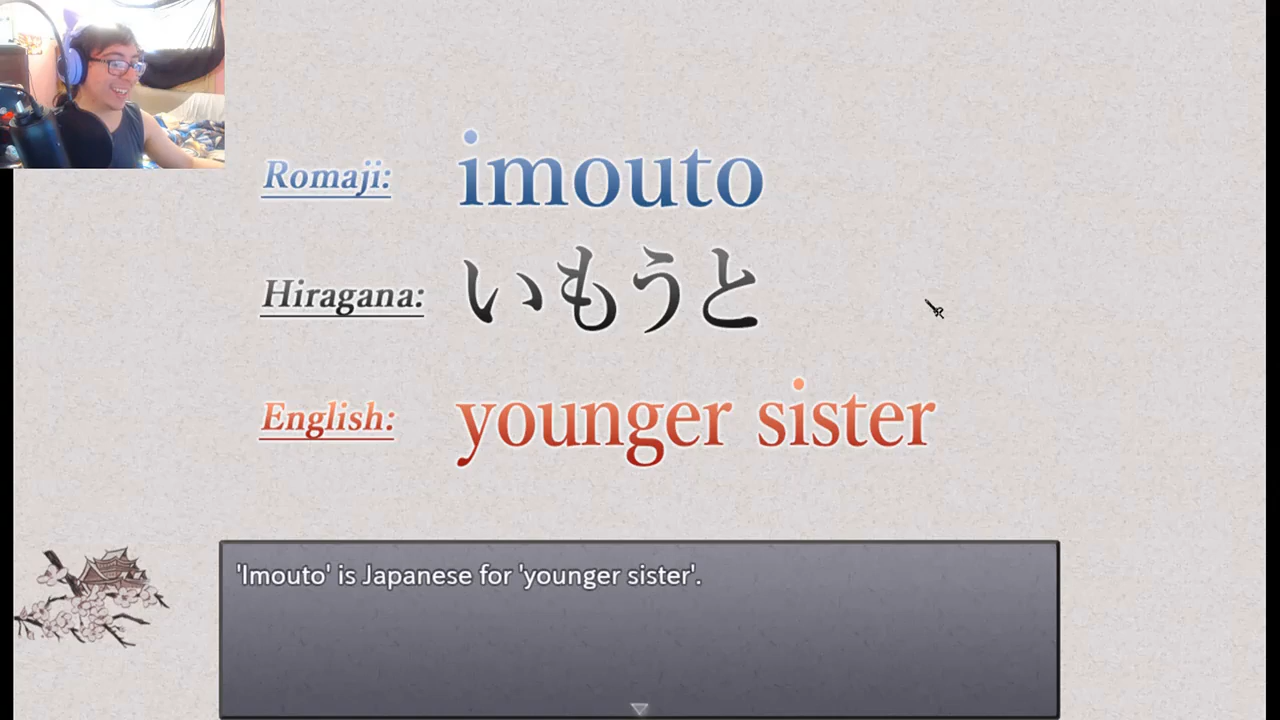 Romaji: imouto
Hiragana: いもうと
English: younger sister
'Imouto' is Japanese for 'younger sister'.